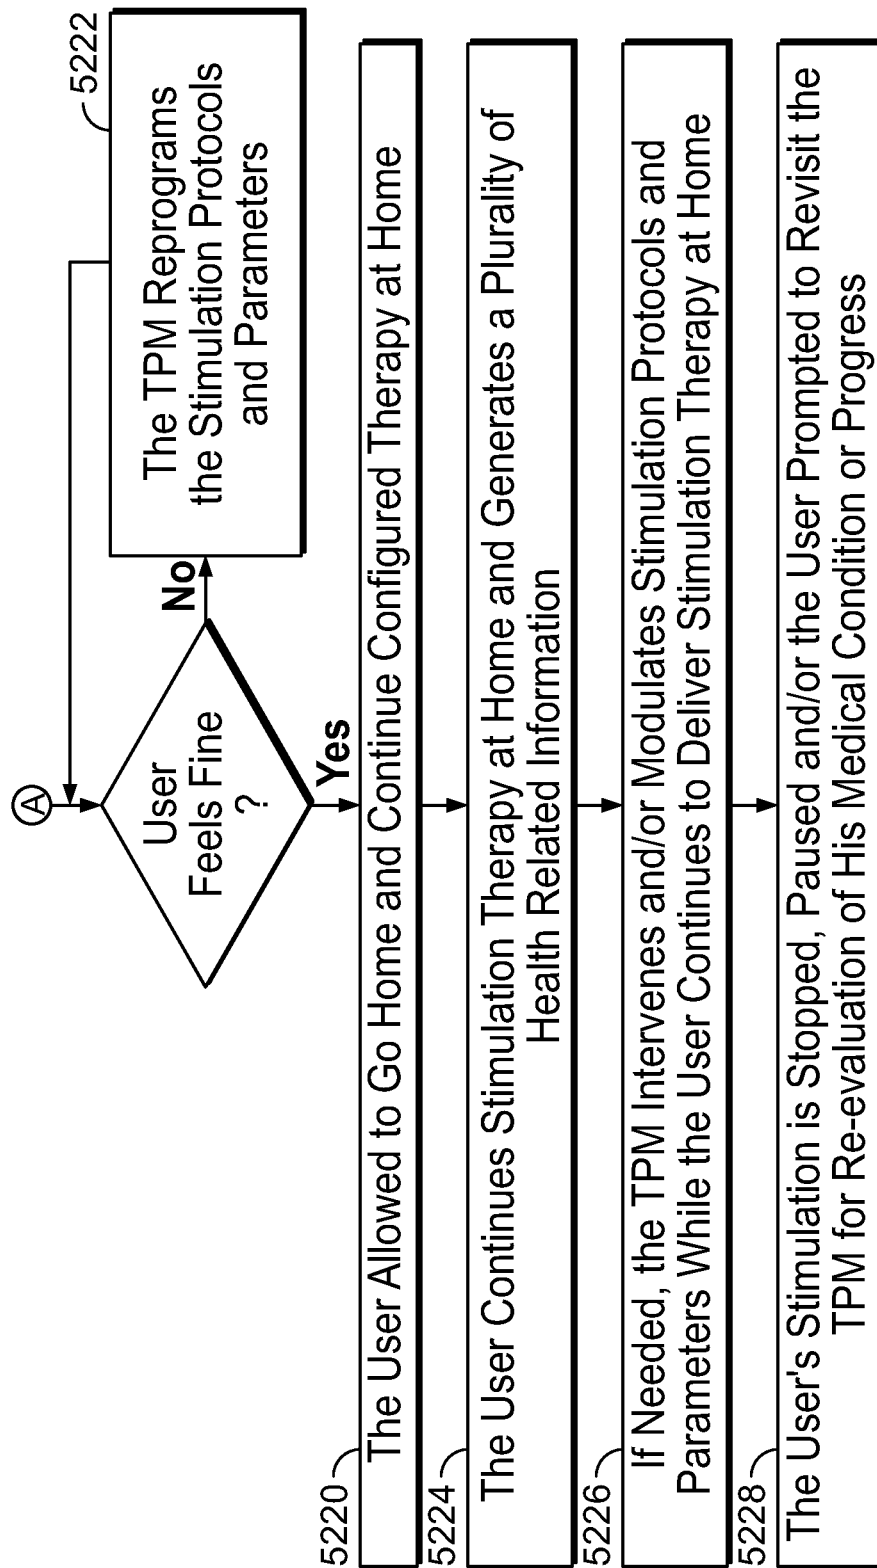 A
User
Feels Fine
?
No
Yes
5222
The TPM Reprograms
the Stimulation Protocols
and Parameters
5220
The User Allowed to Go Home and Continue Configured Therapy at Home
5224
The User Continues Stimulation Therapy at Home and Generates a Plurality of
Health Related Information
5226
If Needed, the TPM Intervenes and/or Modulates Stimulation Protocols and
Parameters While the User Continues to Deliver Stimulation Therapy at Home
5228
The User's Stimulation is Stopped, Paused and/or the User Prompted to Revisit the
TPM for Re-evaluation of His Medical Condition or Progress